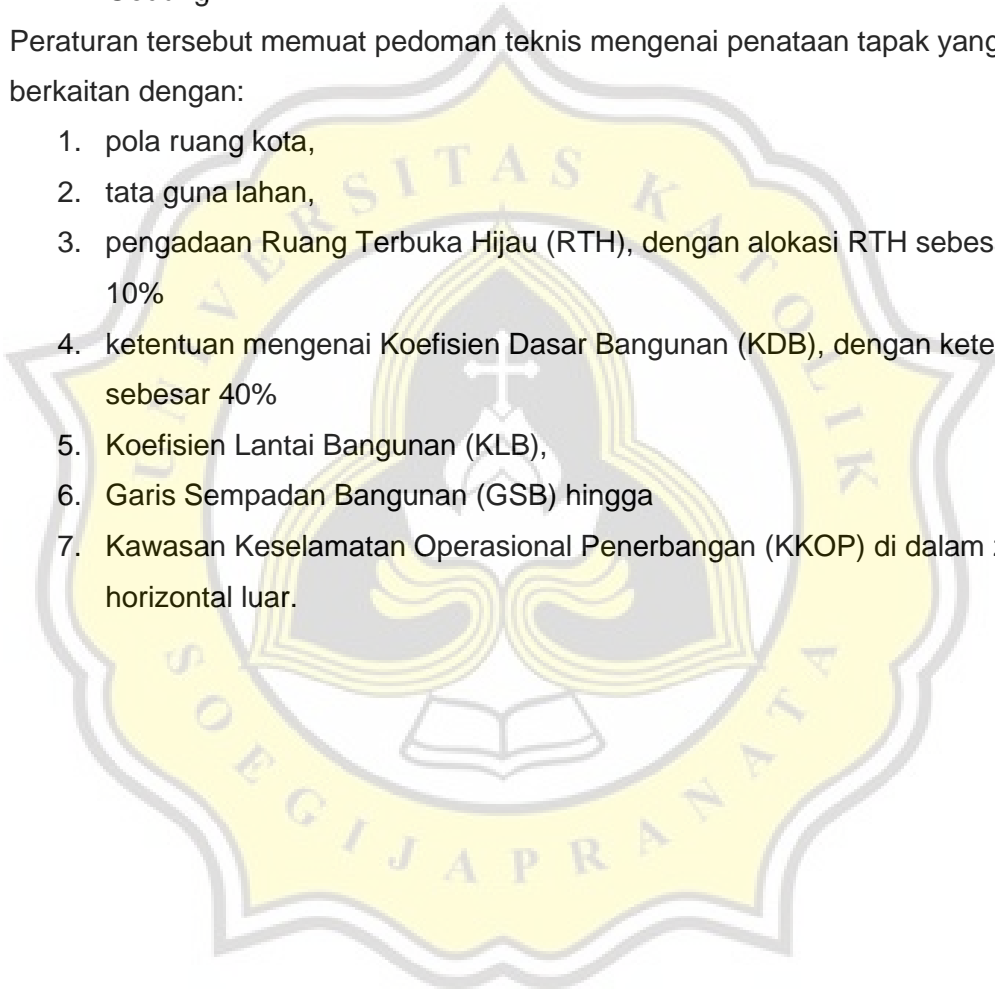 Peraturan tersebut memuat pedoman teknis mengenai penataan tapak yang
berkaitan dengan:
1. pola ruang kota,
2. tata guna lahan,
3. pengadaan Ruang Terbuka Hijau (RTH), dengan alokasi RTH sebes
10%
4. ketentuan mengenai Koefisien Dasar Bangunan (KDB), dengan kete
sebesar 40%
5. Koefisien Lantai Bangunan (KLB),
6. Garis Sempadan Bangunan (GSB) hingga
7. Kawasan Keselamatan Operasional Penerbangan (KKOP) di dalam
horizontal luar.
UNIVERSITAS KATOLIK
SOEGIJAPRANATA